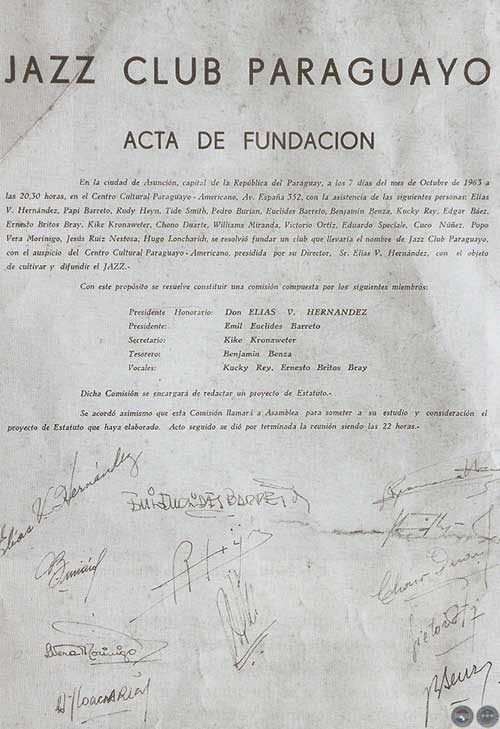 JAZZ CLUB PARAGUAYO
ACTA DE FUNDACION
En la ciudad de Asunción, capital de la República del Paraguay, a los 7 días del mes de Octubre de 1963 a
las 20,30 horas, en el Centro Cultural Paraguayo - Americano, Av. España 352, con la asistencia de las siguientes personas: Elías
V. Hernández, Papi Barreto, Rudy Heyn, Tide Smith, Pedro Burian, Euclides Barreto, Benjamín Benza, Kucky Rey, Edgar Báez,
Ernesto Britos Bray, Kike Kronaweter, Chono Duarte, Williams Miranda, Victorio Ortíz, Eduardo Speciale, Cuco Núñez, Popo
Vera Morínigo, Jesús Ruiz Nestosa, Hugo Loncharich, se resolvió fundar un club que llevaría el nombre de Jazz Club Paraguayo,
con el auspicio del Centro Cultural Paraguayo-Americano, presidida por su Director, Sr. Elías V. Hernández, con el objeto
de cultivar y difundir el JAZZ.-
Con este propósito se resuelve constituir una comisión compuesta por los siguientes miembros:
Presidente Honorario: Don ELIAS V. HERNANDEZ
Presidente: Emil Euclides Barreto
Secretario: Kike Kronaweter
Tesorero: Benjamin Benza
Vocales: Kucky Rey, Ernesto Britos Bray
Dicha Comisión se encargará de redactar un proyecto de Estatuto.-
Se acordó asimismo que esta Comisión llamará a Asamblea para someter a su estudio y consideración el
proyecto de Estatuto que haya elaborado. Acto seguido se dió por terminada la reunión siendo las 22 horas.-
Elías V. Hernández
Vera Morinigo